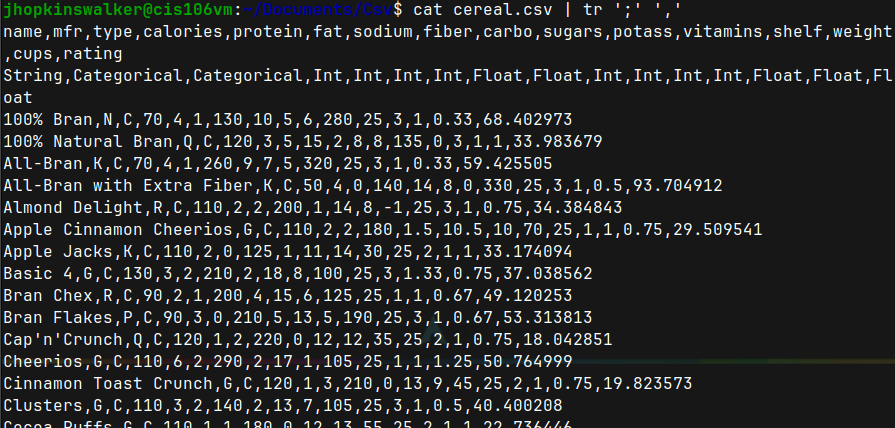 jhopkinswalker@cis106vm:~/Documents/Csv$ cat cereal.csv | tr ';' ','
name,mfr,type,calories,protein,fat,sodium,fiber,carbo,sugars,potass,vitamins,shelf,weight
,cups,rating
String,Categorical,Categorical,Int,Int,Int,Int,Float,Float,Int,Int,Int,Int,Float,Float,Fl
oat
100% Bran,N,C,70,4,1,130,10,5,6,280,25,3,1,0.33,68.402973
100% Natural Bran,Q,C,120,3,5,15,2,8,8,135,0,3,1,1,33.983679
All-Bran,K,C,70,4,1,260,9,7,5,320,25,3,1,0.33,59.425505
All-Bran with Extra Fiber,K,C,50,4,0,140,14,8,0,330,25,3,1,0.5,93.704912
Almond Delight,R,C,110,2,2,200,1,14,8,-1,25,3,1,0.75,34.384843
Apple Cinnamon Cheerios,G,C,110,2,2,180,1.5,10.5,10,70,25,1,1,0.75,29.509541
Apple Jacks,K,C,110,2,0,125,1,11,14,30,25,2,1,1,33.174094
Basic 4,G,C,130,3,2,210,2,18,8,100,25,3,1.33,0.75,37.038562
Bran Chex,R,C,90,2,1,200,4,15,6,125,25,1,1,0.67,49.120253
Bran Flakes,P,C,90,3,0,210,5,13,5,190,25,3,1,0.67,53.313813
Cap'n'Crunch,Q,C,120,1,2,220,0,12,12,35,25,2,1,0.75,18.042851
Cheerios,G,C,110,6,2,290,2,17,1,105,25,1,1,1.25,50.764999
Cinnamon Toast Crunch,G,C,120,1,3,210,0,13,9,45,25,2,1,0.75,19.823573
Clusters,G,C,110,3,2,140,2,13,7,105,25,3,1,0.5,40.400208
Cocoa Puffs,G,C,110,1,1,180,0,12,13,55,25,2,1,1,22.736446